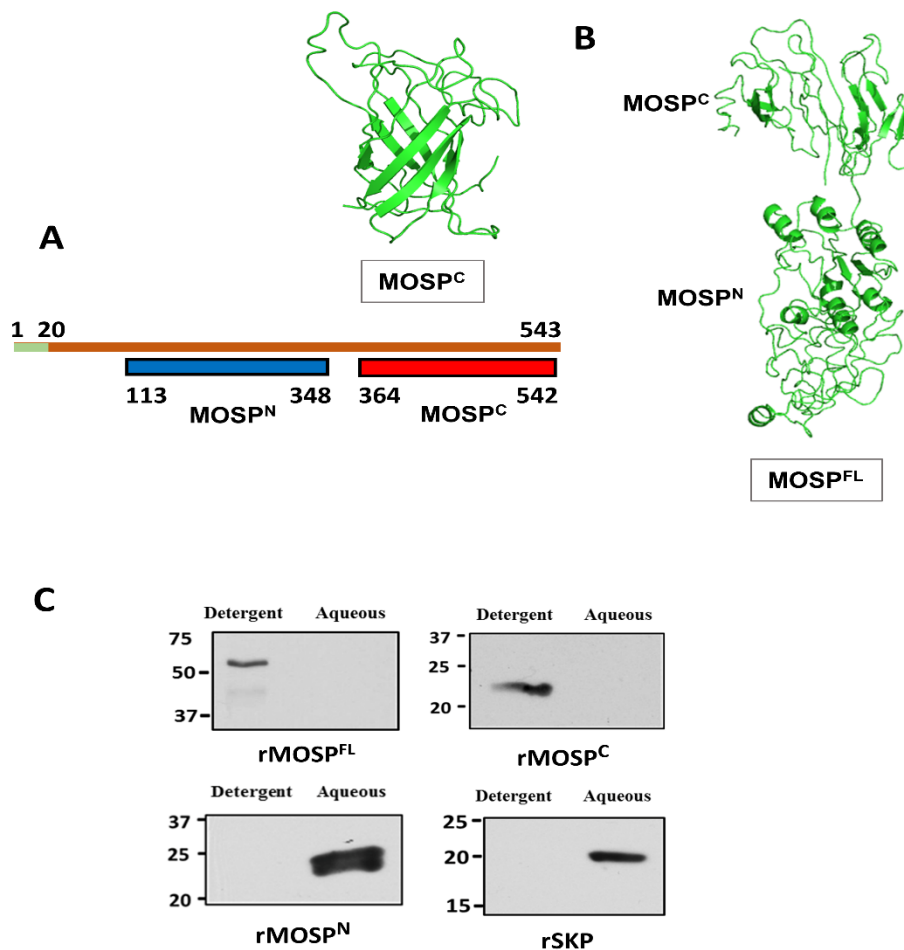 B
MOSPC
A
MOSPC
MOSPN
1 20 543
113 348 364 542
MOSPN MOSPC
MOSPFL
C
Detergent Aqueous
75
50
37
rMOSPFL
Detergent Aqueous
37
25
20
rMOSPC
Detergent Aqueous
37
25
20
rMOSPN
Detergent Aqueous
25
20
15
rSKP